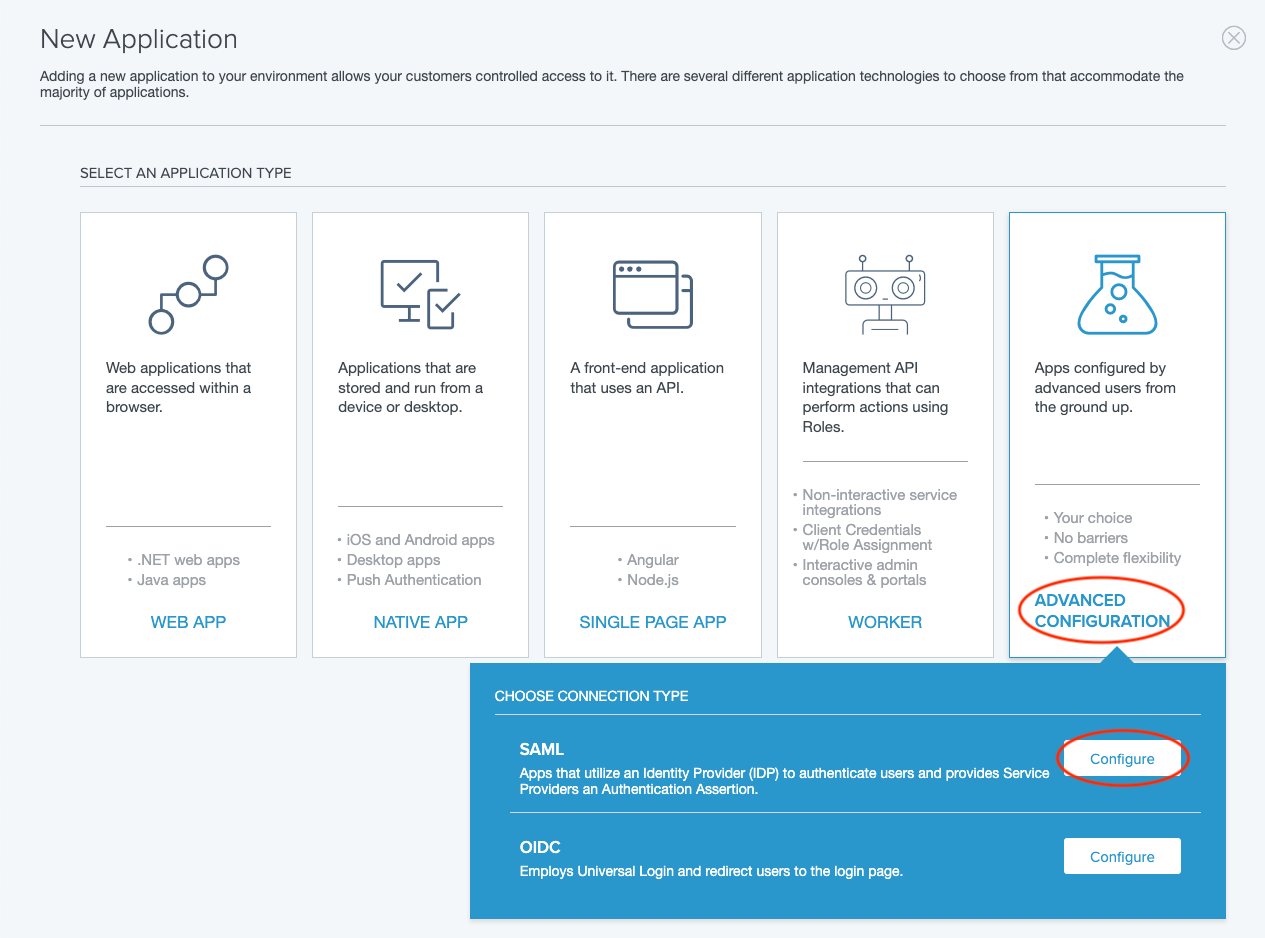 New Application
Adding a new application to your environment allows your customers controlled access to it. There are several different application technologies to choose from that accommodate the
majority of applications.
SELECT AN APPLICATION TYPE
Web applications that
are accessed within a
browser.
• .NET web apps
• Java apps
WEB APP
Applications that are
stored and run from a
device or desktop.
• iOS and Android apps
• Desktop apps
• Push Authentication
NATIVE APP
A front-end application
that uses an API.
• Angular
• Node.js
SINGLE PAGE APP
Management API
integrations that can
perform actions using
Roles.
• Non-interactive service
integrations
• Client Credentials
w/Role Assignment
• Interactive admin
consoles & portals
WORKER
Apps configured by
advanced users from
the ground up.
• Your choice
• No barriers
• Complete flexibility
ADVANCED
CONFIGURATION
CHOOSE CONNECTION TYPE
SAML
Apps that utilize an Identity Provider (IDP) to authenticate users and provides Service
Providers an Authentication Assertion.
Configure
OIDC
Employs Universal Login and redirect users to the login page.
Configure